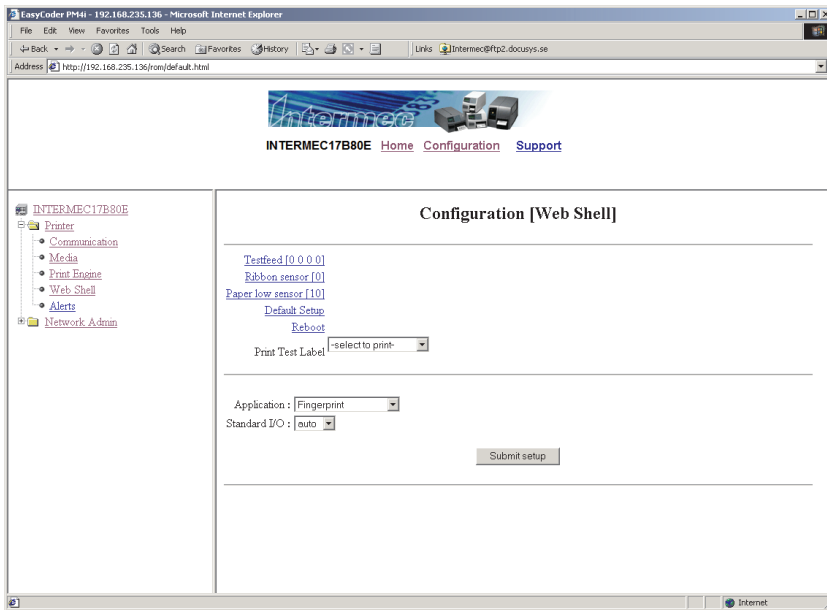 EasyCoder PM4i - 192.168.235.136 - Microsoft Internet Explorer
File Edit View Favorites Tools Help
Back Search Favorites History Links Intermec@ftp2.docusys.se
Address http://192.168.235.136/rom/default.html
Intermec
INTERMEC17B80E Home Configuration Support
INTERMEC17B80E
Printer
Communication
Media
Print Engine
Web Shell
Alerts
Network Admin
Configuration [Web Shell]
Testfeed [0 0 0 0]
Ribbon sensor [0]
Paper low sensor [10]
Default Setup
Reboot
Print Test Label -select to print-
Application : Fingerprint
Standard I/O : auto
Submit setup
Internet